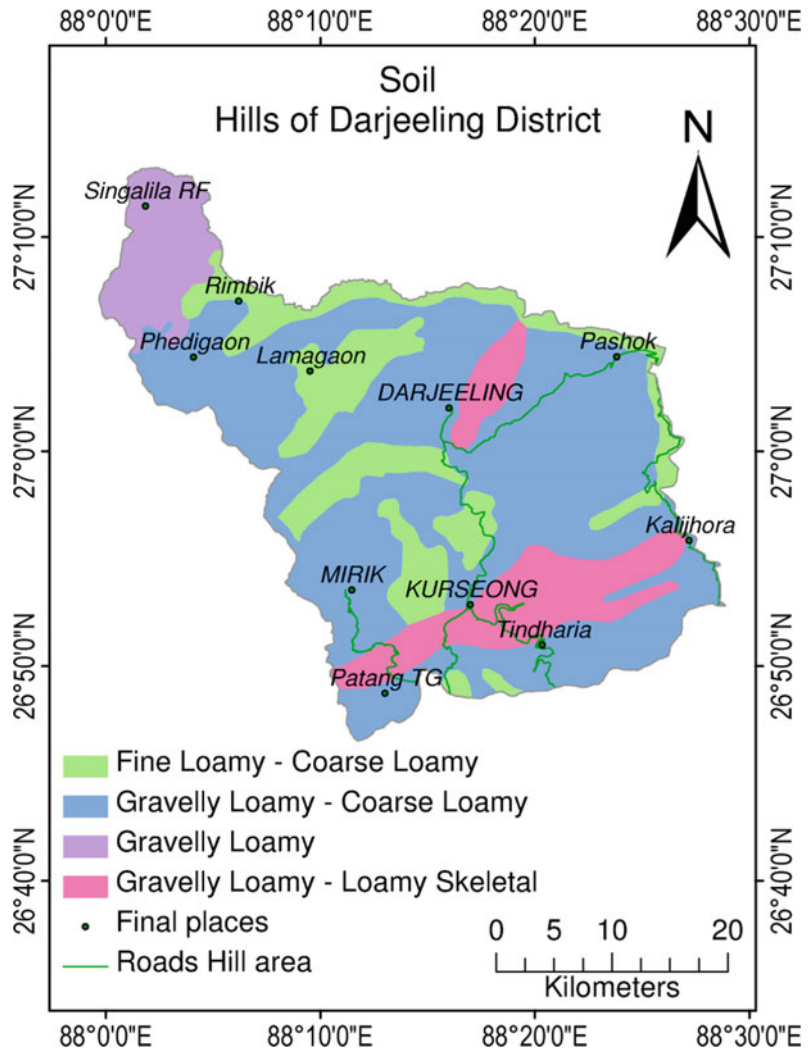 88°0'0"E 88°10'0"E 88°20'0"E 88°30'0"E
Soil
Hills of Darjeeling District
N
Singalila RF
27°10'0"N 27°10'0"N
Rimbik
Phedigaon
Lamagaon
Pashok
DARJEELING
27°0'0"N 27°0'0"N
Kalijhora
MIRIK
KURSEONG
Tindharia
26°50'0"N 26°50'0"N
Patang TG
Fine Loamy - Coarse Loamy
Gravelly Loamy - Coarse Loamy
Gravelly Loamy
Gravelly Loamy - Loamy Skeletal
26°40'0"N 26°40'0"N
Final places
Roads Hill area
0 5 10 20
Kilometers
88°0'0"E 88°10'0"E 88°20'0"E 88°30'0"E